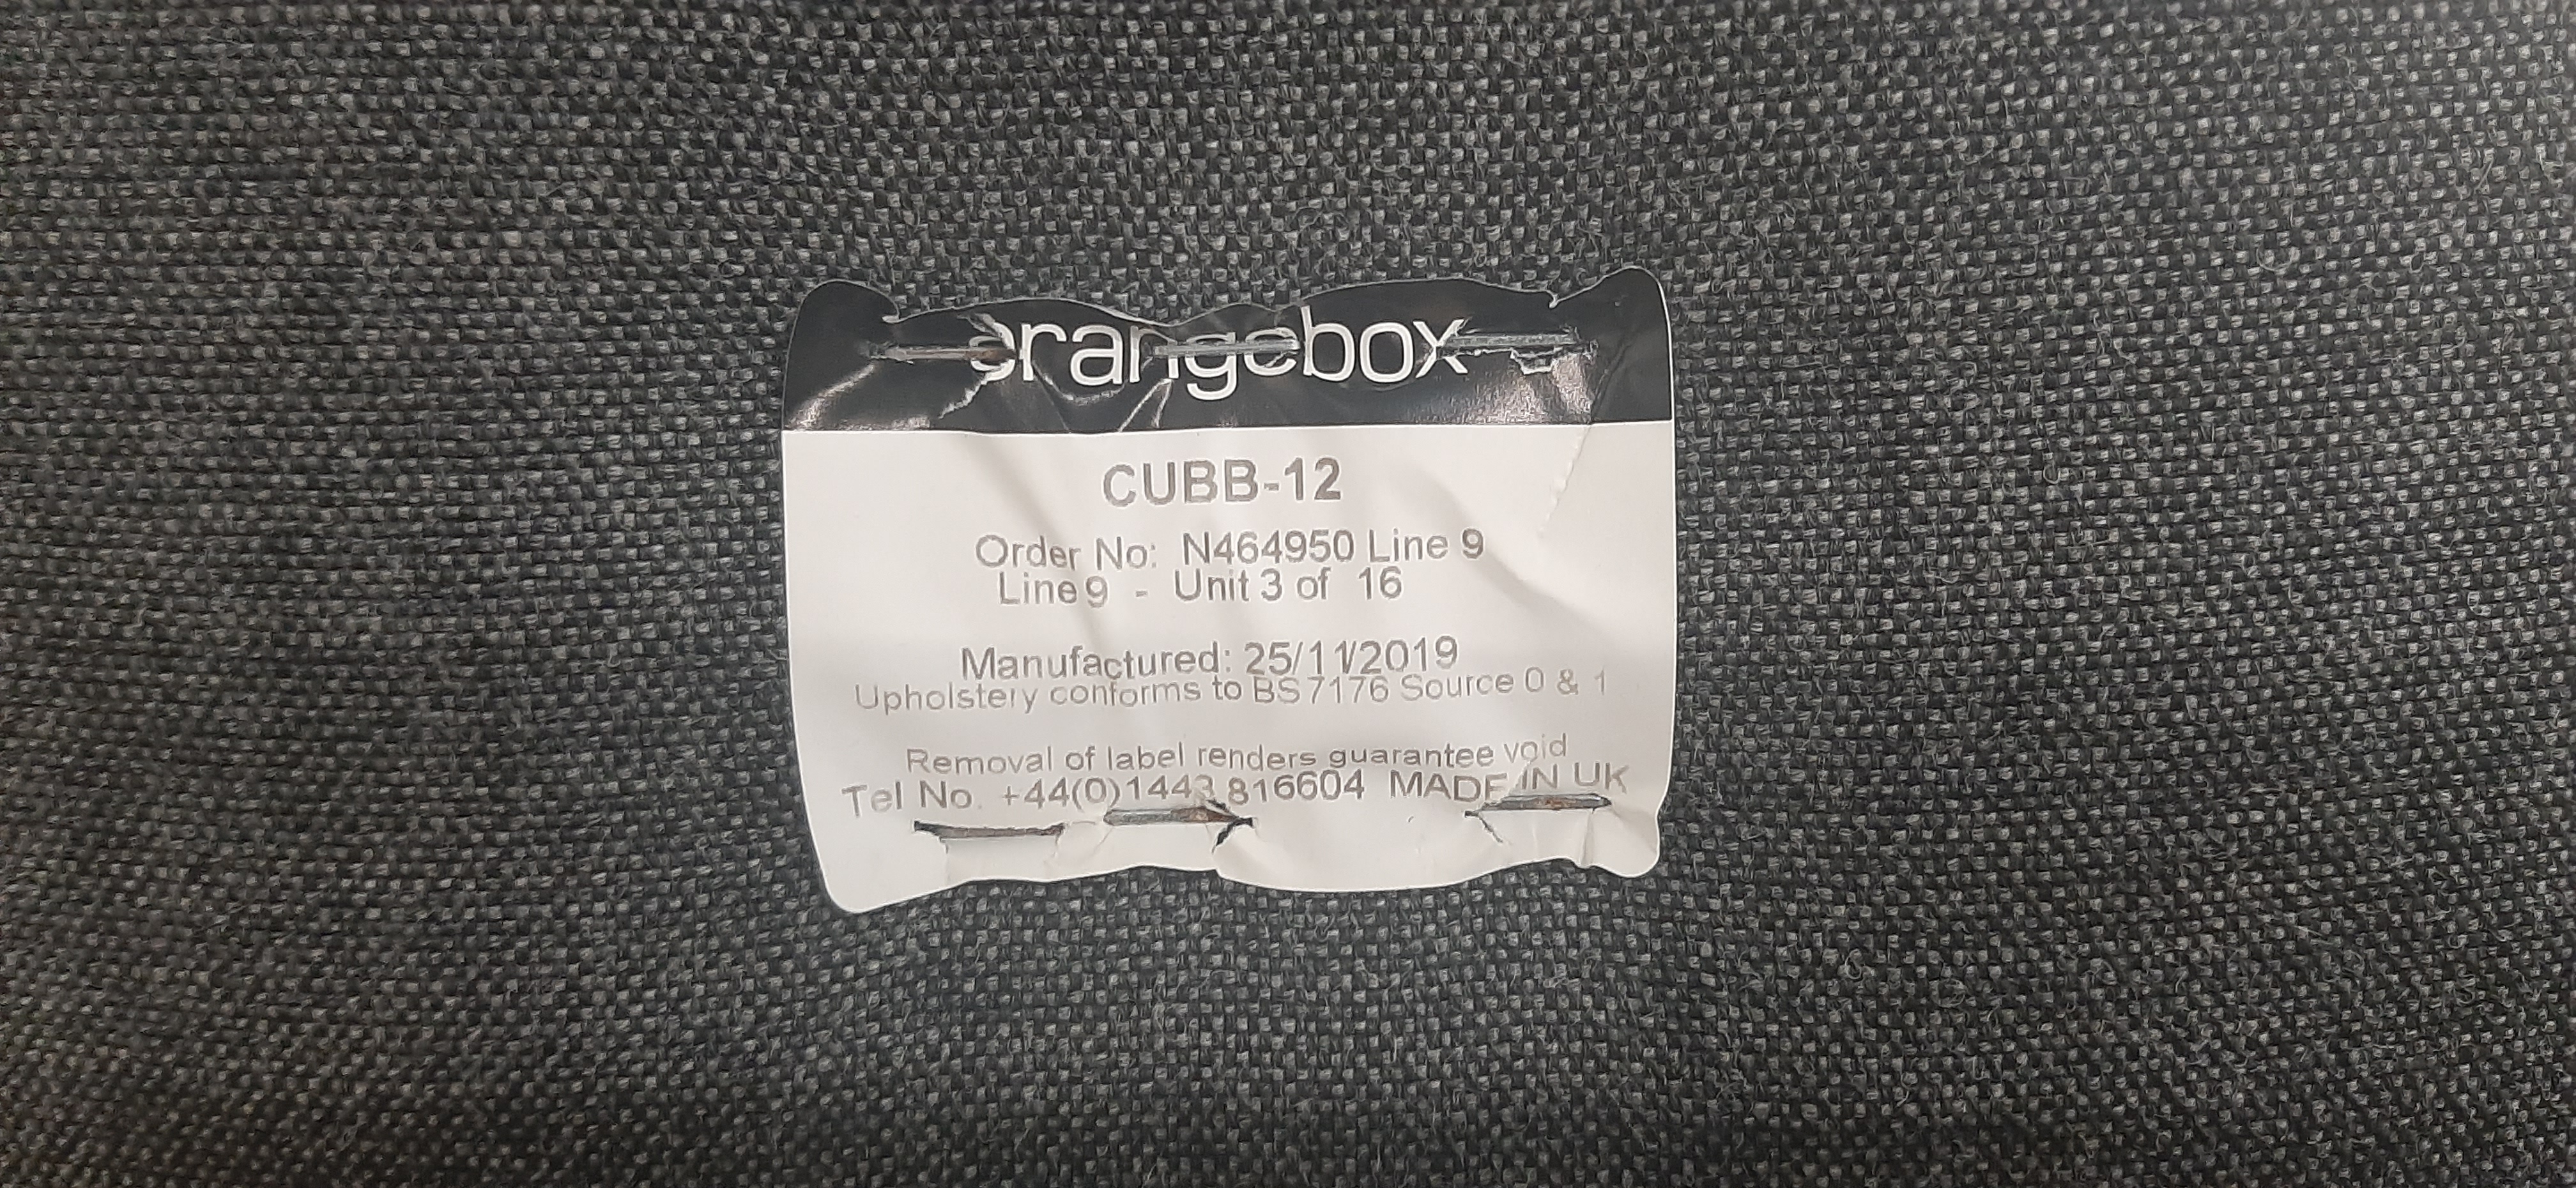 orangebox
CUBB-12
Order No: N464950 Line 9
Line 9 - Unit 3 of 16
Manufactured: 25/11/2019
Upholstery conforms to BS 7176 Source 0 & 1
Removal of label renders guarantee void
Tel No. +44(0)1443 816604 MADE IN UK